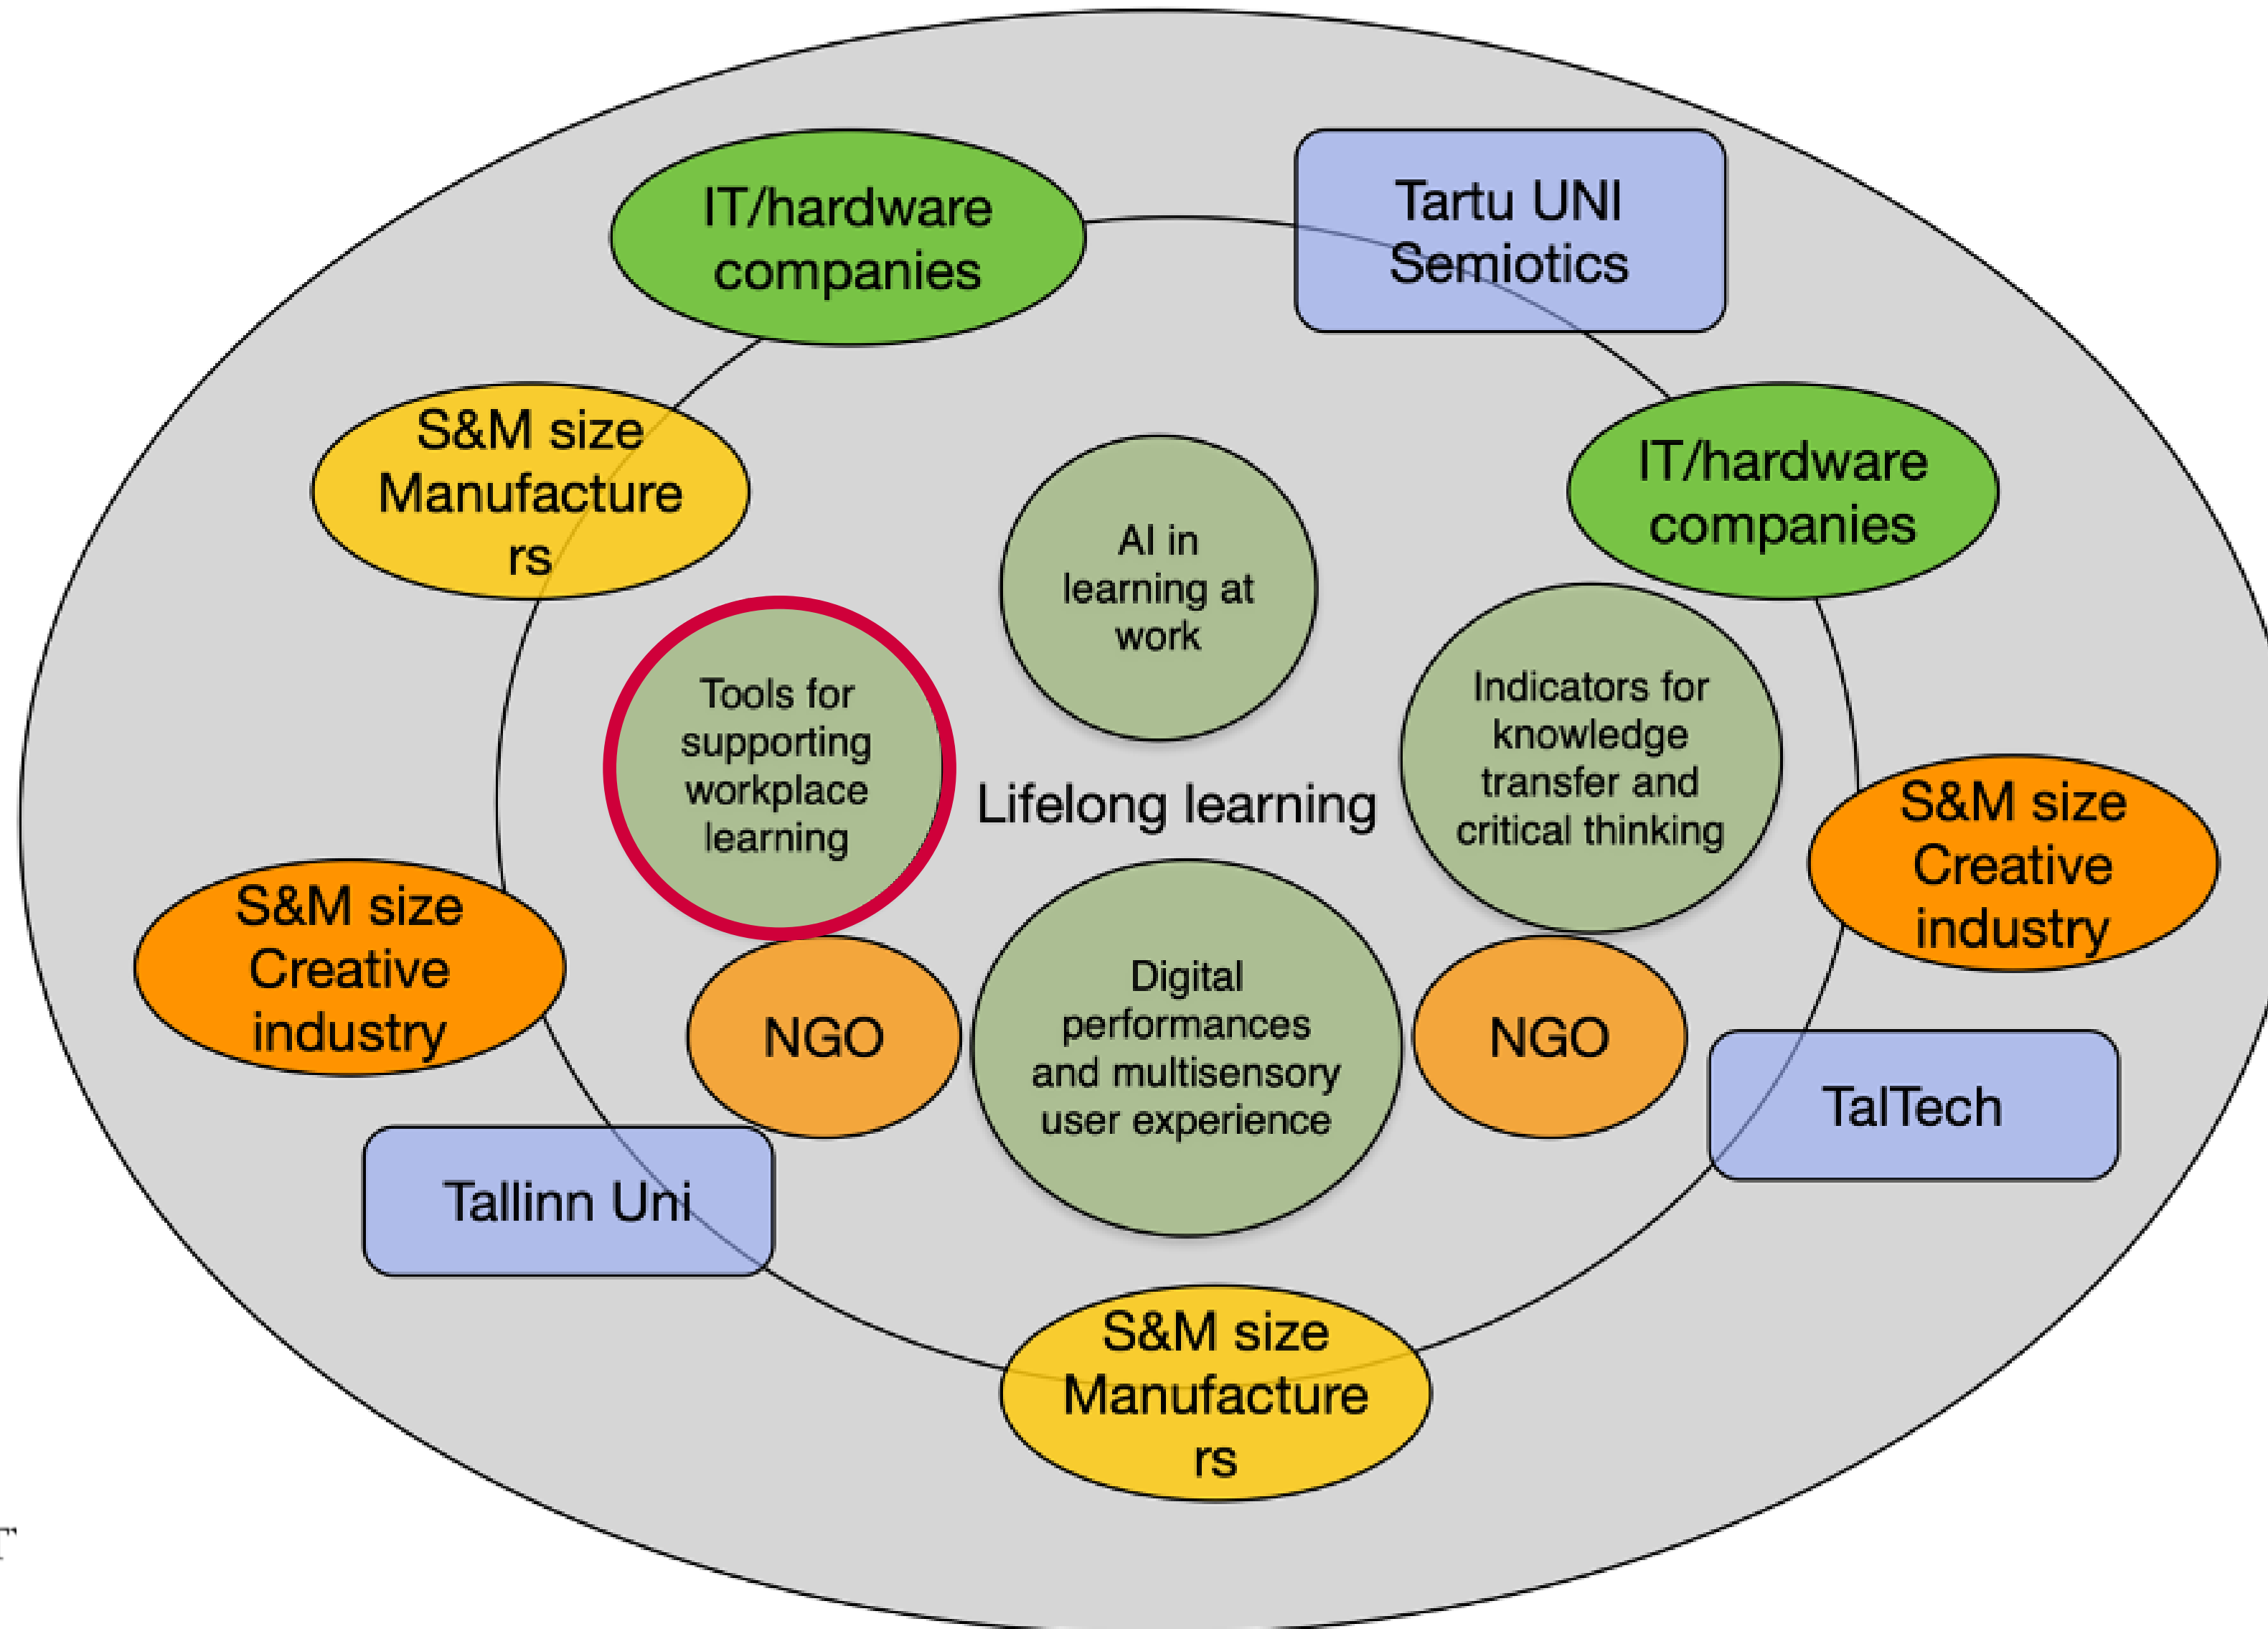 IT/hardware
companies
Tartu UNI
Semiotics
S&M size
Manufacture
rs
IT/hardware
companies
AI in
learning at
work
Tools for
supporting
workplace
learning
Indicators for
knowledge
transfer and
critical thinking
Lifelong learning
S&M size
Creative
industry
S&M size
Creative
industry
NGO
Digital
performances
and multisensory
user experience
NGO
TalTech
Tallinn Uni
S&M size
Manufacture
rs